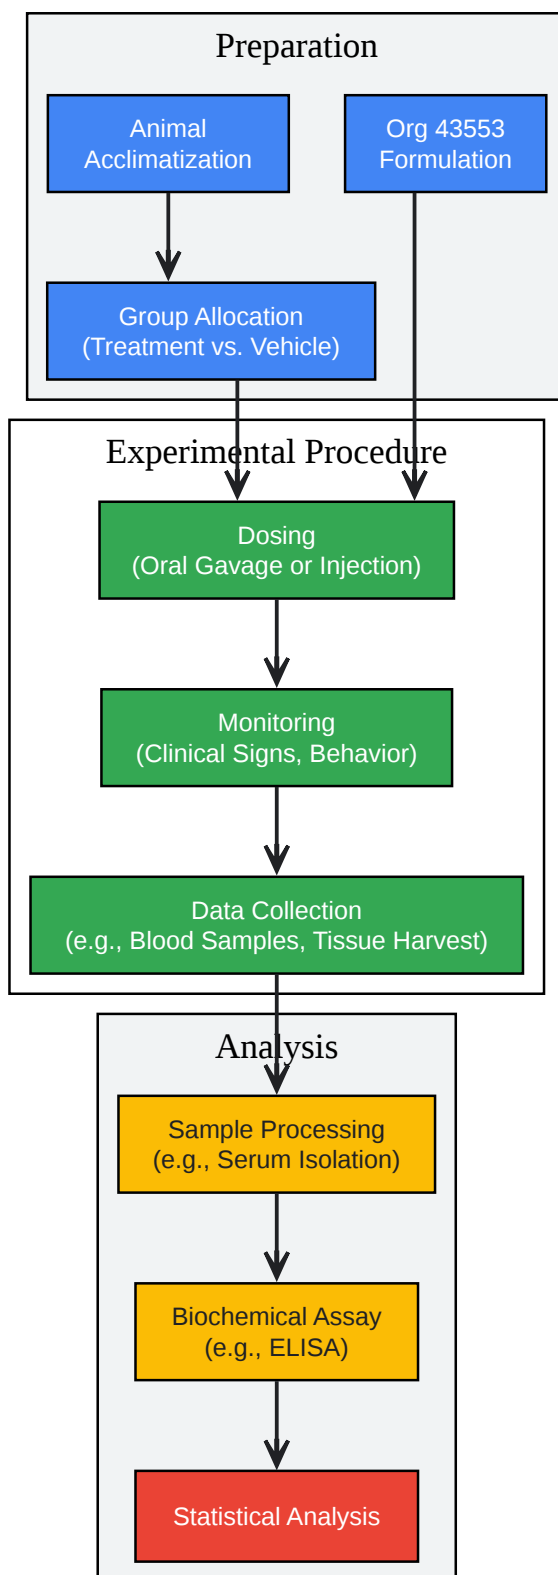 Preparation
Animal
Acclimatization
Org 43553
Formulation
Group Allocation
(Treatment vs. Vehicle)
Experimental Procedure
Dosing
(Oral Gavage or Injection)
Monitoring
(Clinical Signs, Behavior)
Data Collection
(e.g., Blood Samples, Tissue Harvest)
Analysis
Sample Processing
(e.g., Serum Isolation)
Biochemical Assay
(e.g., ELISA)
Statistical Analysis